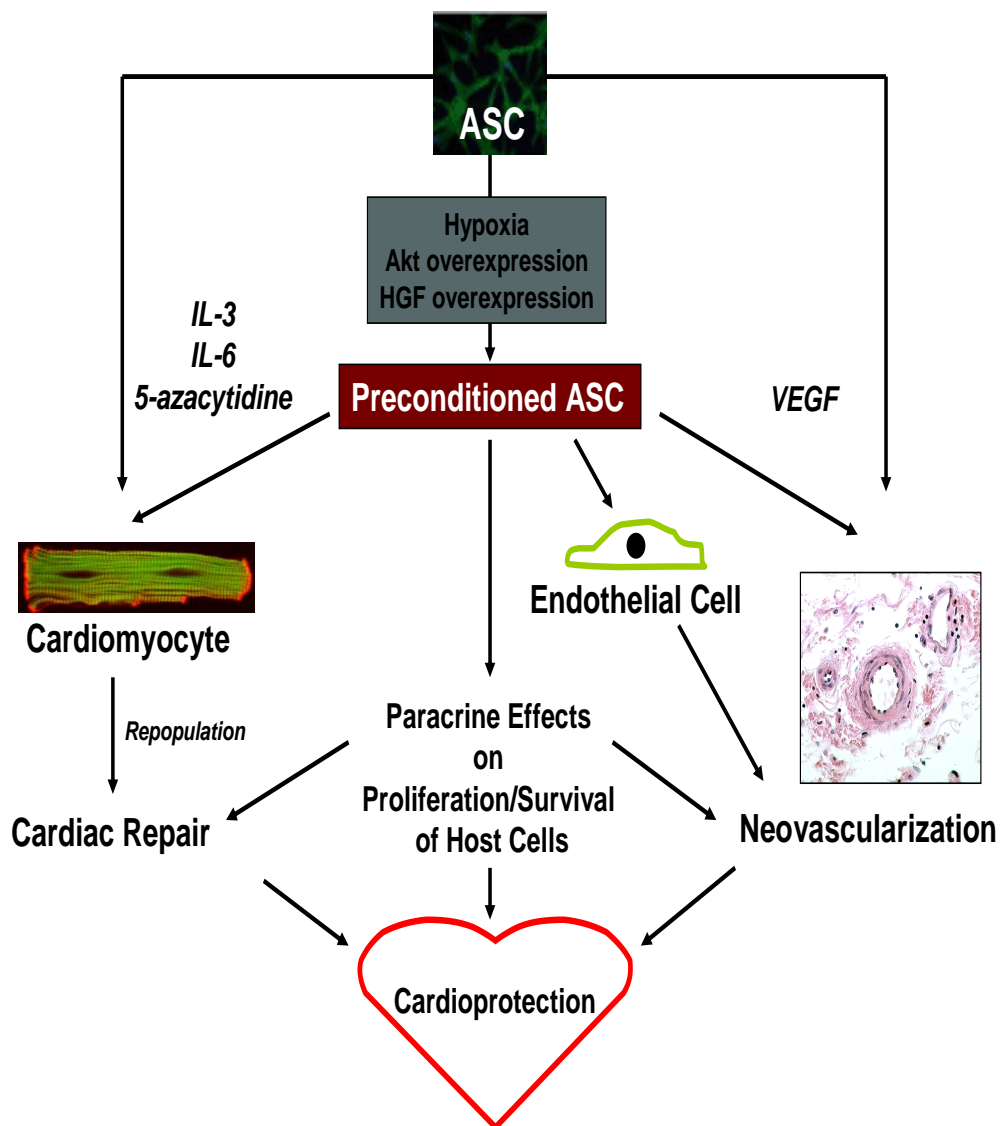 ASC
Hypoxia
Akt overexpression
HGF overexpression
IL-3
IL-6
5-azacytidine
Preconditioned ASC
VEGF
Endothelial Cell
Cardiomyocyte
Repopulation
Paracrine Effects
on
Proliferation/Survival
of Host Cells
Cardiac Repair
Neovascularization
Cardioprotection